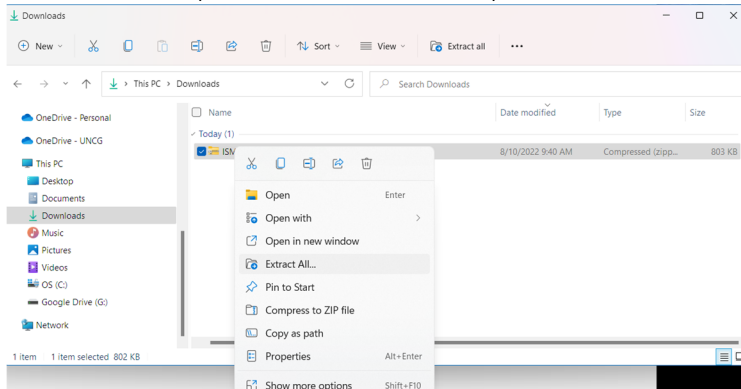 Downloads
New
Sort
View
Extract all
This PC > Downloads
Search Downloads
Name Date modified Type Size
Today (1)
ISM 8/10/2022 9:40 AM Compressed (zipp... 803 KB
OneDrive - Personal
OneDrive - UNCG
This PC
Desktop
Documents
Downloads
Music
Pictures
Videos
OS (C:)
Google Drive (G:)
Network
Open Enter
Open with
Open in new window
Extract All...
Pin to Start
Compress to ZIP file
Copy as path
Properties Alt+Enter
Show more options Shift+F10
1 item 1 item selected 802 KB